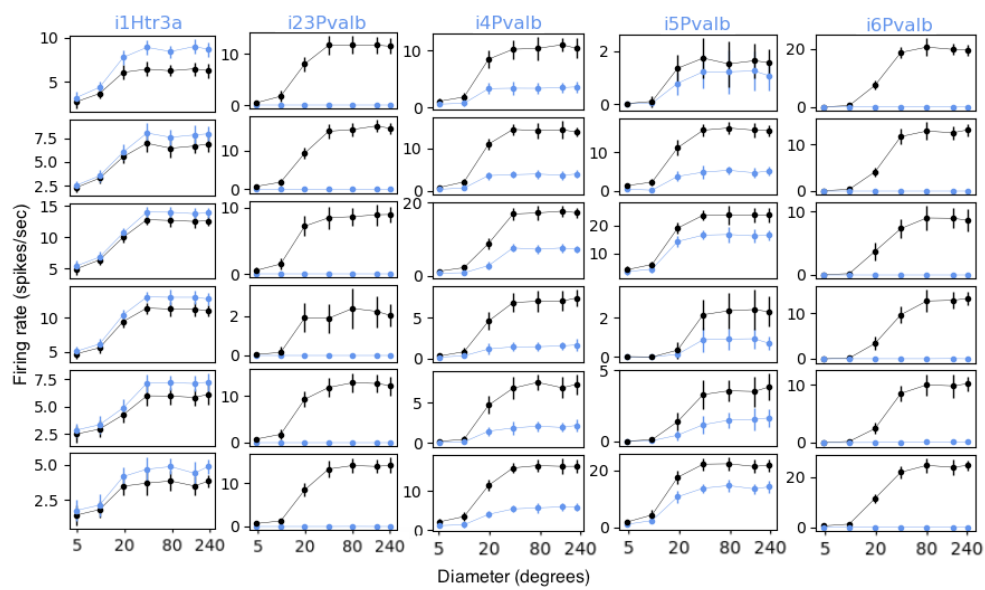 i1Htr3a i23Pvalb i4Pvalb i5Pvalb i6Pvalb
10 10 10 2 20
5 5 0 0 0 0
7.5 10 10 10 10
5.0
2.5 0 0 0 0
15 10 20 20 10
10 10 10
5 0 0 0
10 2 5 2 10
5 0 0 0 0
7.5 10 5 5 10
5.0
2.5 0 0 0 0
5.0 10 10 20 20
2.5 0 0 0 0
5 20 80 240 5 20 80 240 5 20 80 240 5 20 80 240 5 20 80 240
Firing rate (spikes/sec)
Diameter (degrees)